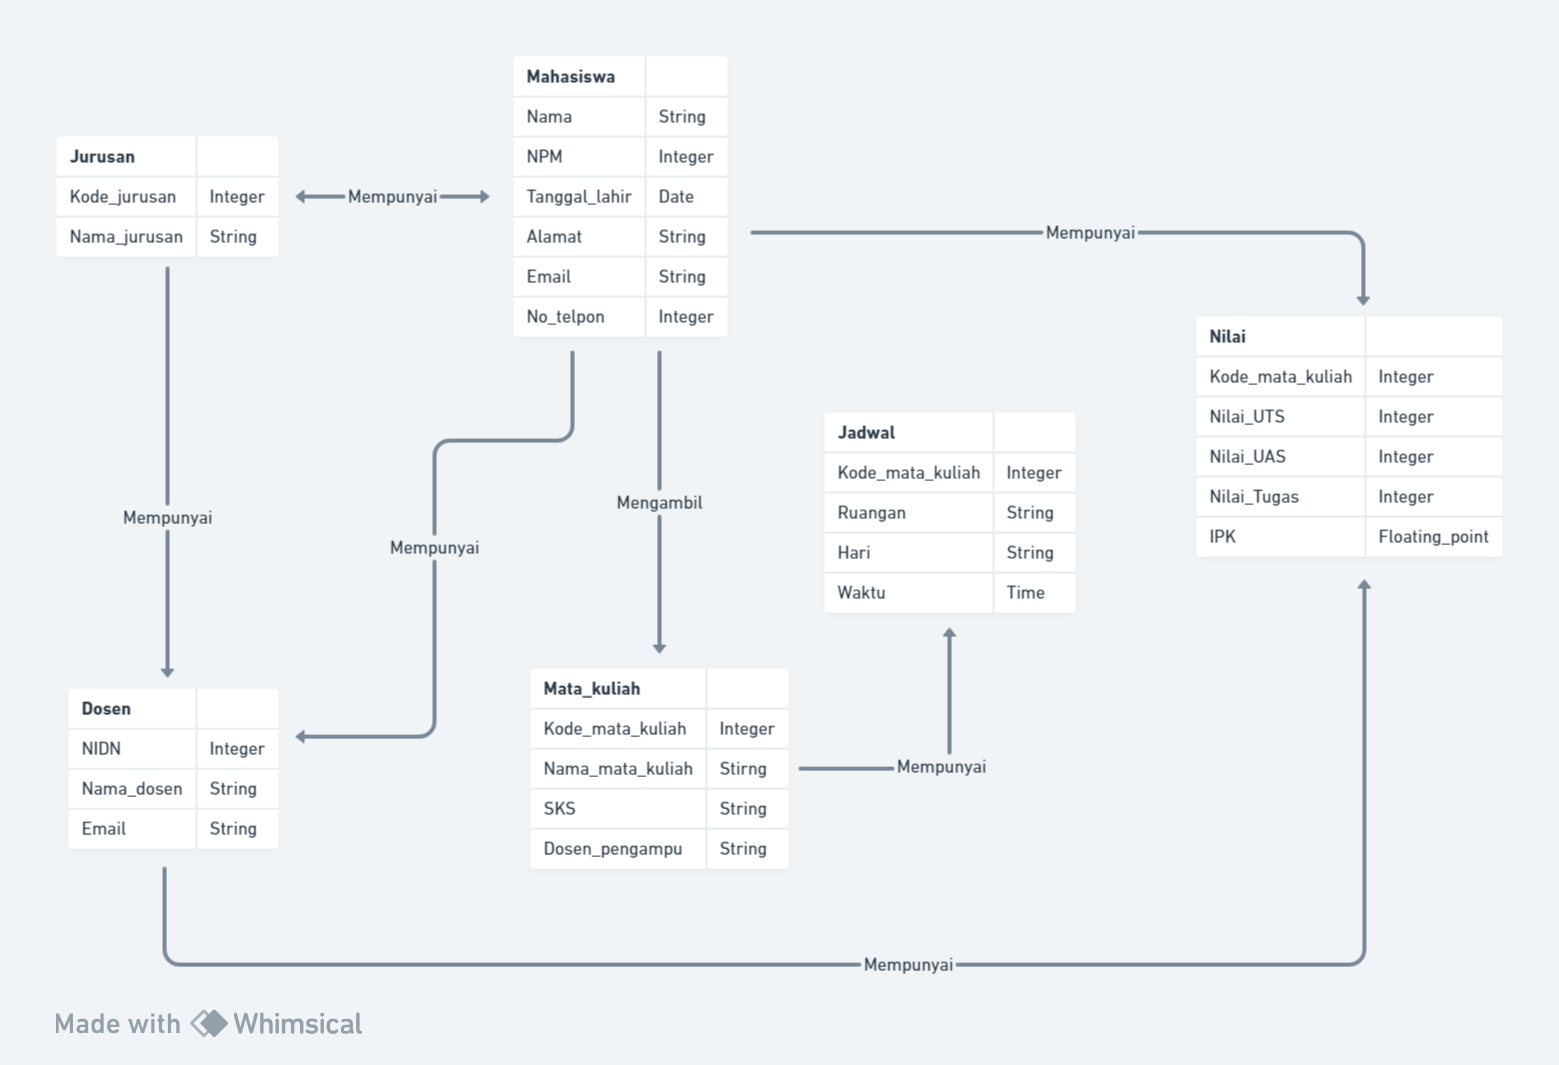 Mahasiswa
Nama String
NPM Integer
Tanggal_lahir Date
Alamat String
Email String
No_telpon Integer
Jurusan
Kode_jurusan Integer
Nama_jurusan String
Mempunyai
Mempunyai
Nilai
Kode_mata_kuliah Integer
Nilai_UTS Integer
Nilai_UAS Integer
Nilai_Tugas Integer
IPK Floating_point
Jadwal
Kode_mata_kuliah Integer
Ruangan String
Hari String
Waktu Time
Mempunyai
Mempunyai
Mengambil
Dosen
NIDN Integer
Nama_dosen String
Email String
Mata_kuliah
Kode_mata_kuliah Integer
Nama_mata_kuliah Stirng
SKS String
Dosen_pengampu String
Mempunyai
Mempunyai
Made with Whimsical